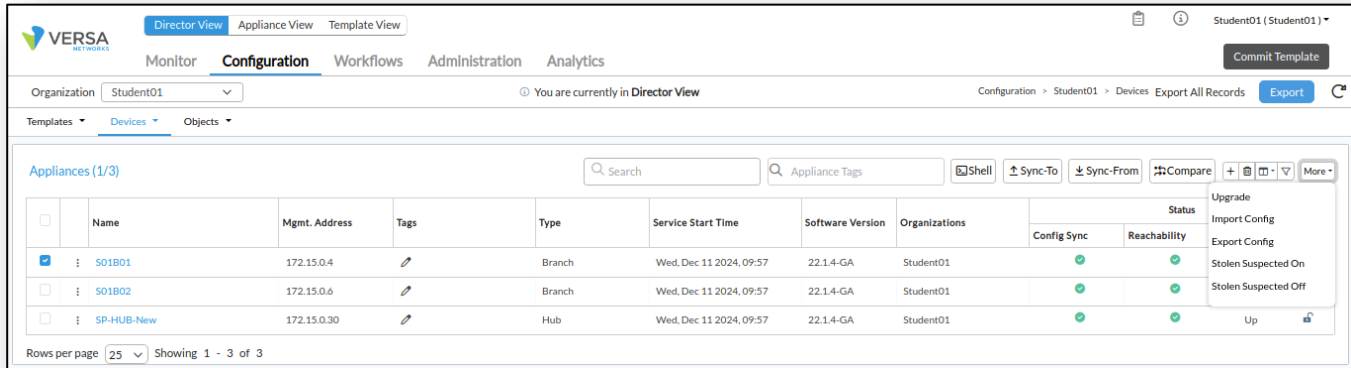 Director View Appliance View Template View Student01 ( Student01 )
VERSA
NETWORKS
Monitor Configuration Workflows Administration Analytics Commit Template
Organization Student01 You are currently in Director View Configuration > Student01 > Devices Export All Records Export
Templates Devices Objects
Appliances (1/3) Search Appliance Tags Shell Sync-To Sync-From Compare More
Upgrade
Import Config
Export Config
Stolen Suspected On
Stolen Suspected Off
Name Mgmt. Address Tags Type Service Start Time Software Version Organizations Status
Config Sync Reachability
S01B01 172.15.0.4 Branch Wed, Dec 11 2024, 09:57 22.1.4-GA Student01
S01B02 172.15.0.6 Branch Wed, Dec 11 2024, 09:57 22.1.4-GA Student01
SP-HUB-New 172.15.0.30 Hub Wed, Dec 11 2024, 09:57 22.1.4-GA Student01 Up
Rows per page 25 Showing 1 - 3 of 3